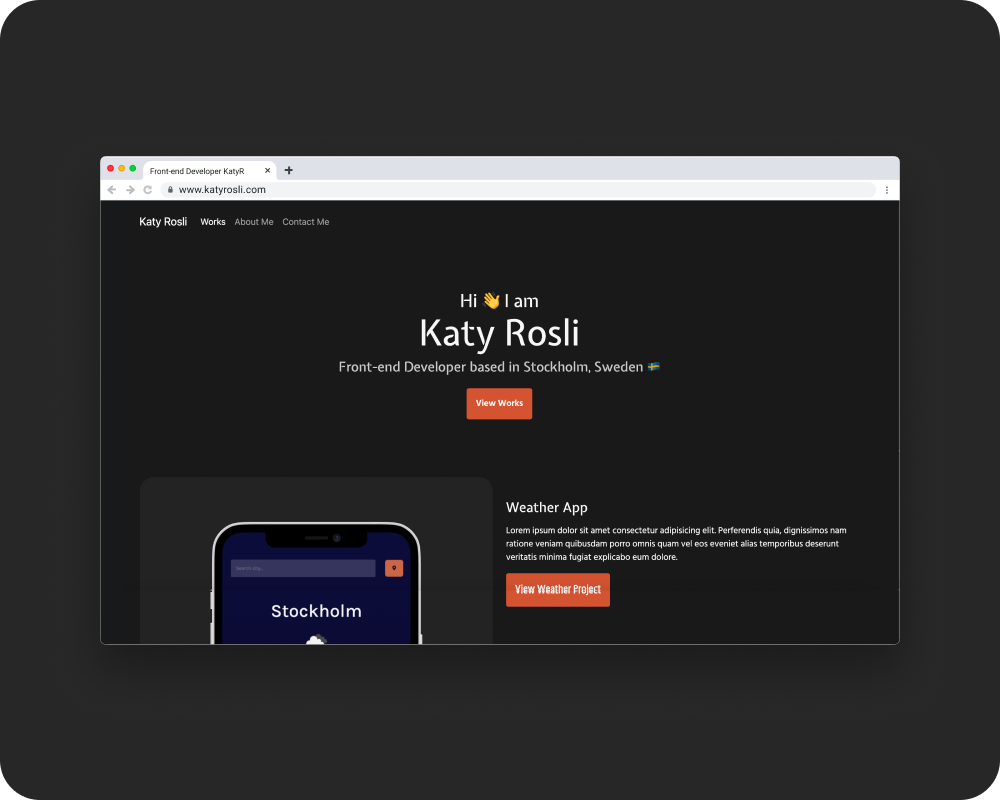 Front-end Developer KatyR
www.katyrosli.com
Katy Rosli Works About Me Contact Me
Hi 👋 I am
Katy Rosli
Front-end Developer based in Stockholm, Sweden 🇸🇪
View Works
Weather App
Lorem ipsum dolor sit amet consectetur adipisicing elit. Perferendis quia, dignissimos nam
ratione veniam quibusdam porro omnis quam vel eos eveniet alias temporibus deserunt
veritatis minima fugiat explicabo eum dolore.
View Weather Project
Search city...
Stockholm